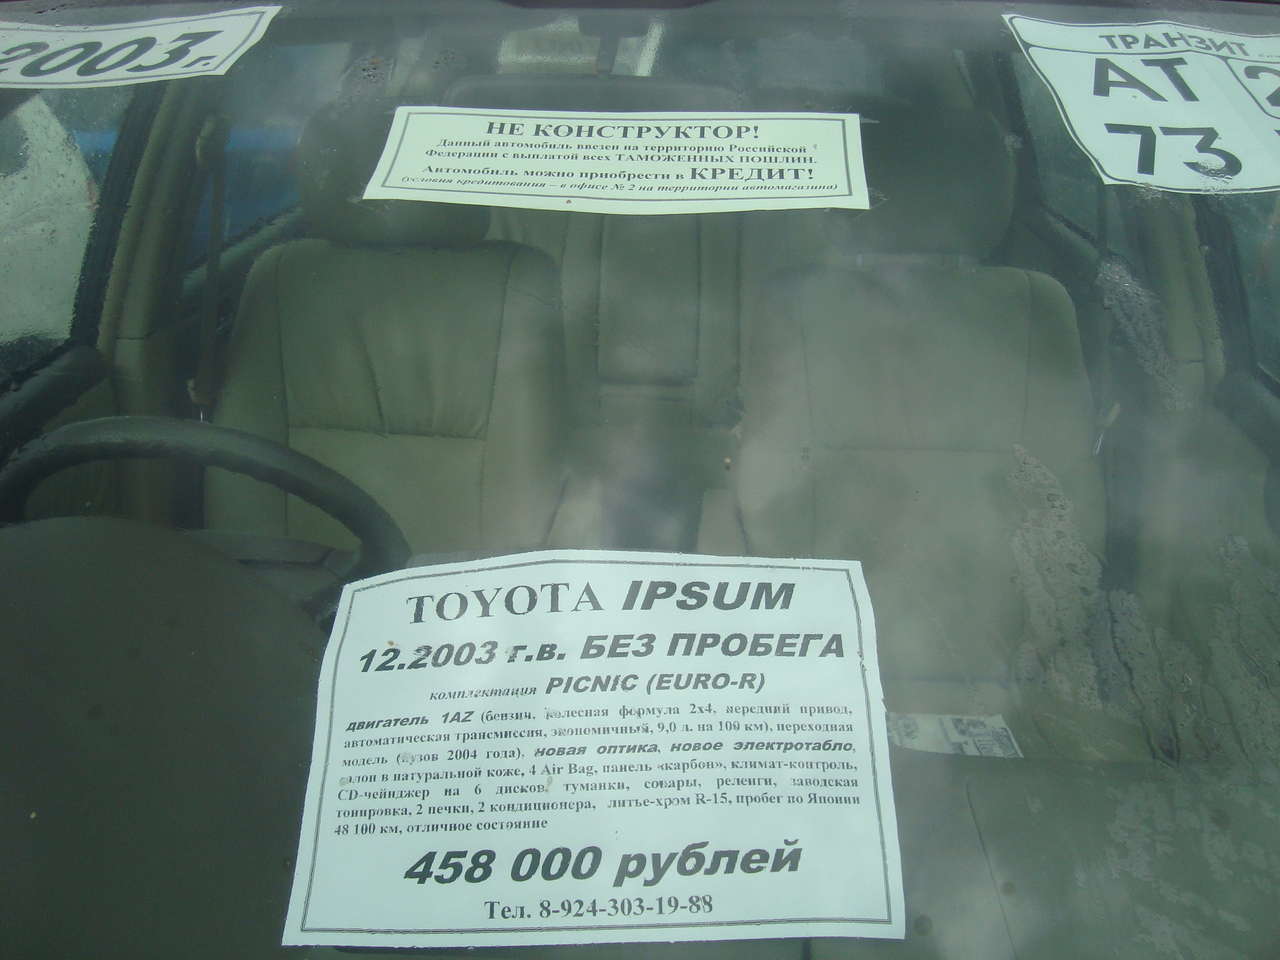 2003г.
ТРАНЗИТ
АТ
73
НЕ КОНСТРУКТОР!
Данный автомобиль ввезен на территорию Российской
Федерации с выплатой всех ТАМОЖЕННЫХ ПОШЛИН.
Автомобиль можно приобрести в КРЕДИТ!
(условия кредитования – в офисе № 2 на территории автомагазина)
TOYOTA IPSUM
12.2003 г.в. БЕЗ ПРОБЕГА
комплектация PICNIC (EURO-R)
двигатель 1AZ (бензин, колесная формула 2х4, передний привод,
автоматическая трансмиссия, экономичный, 9,0 л. на 100 км), переходная
модель (кузов 2004 года), новая оптика, новое электротабло,
салон в натуральной коже, 4 Air Bag, панель «карбон», климат-контроль,
CD-чейнджер на 6 дисков, туманки, сонары, реленги, заводская
тонировка, 2 печки, 2 кондиционера, литье-хром R-15, пробег по Японии
48 100 км, отличное состояние
458 000 рублей
Тел. 8-924-303-19-88